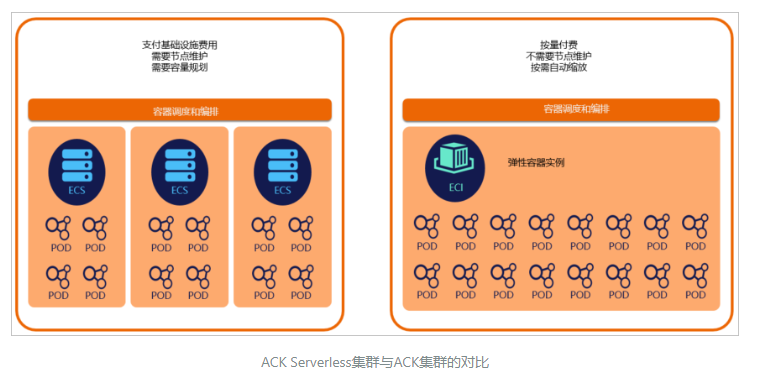 支付基础设施费用
需要节点维护
需要容量规划
容器调度和编排
ECS
ECS
ECS
POD POD POD POD POD POD
POD POD POD POD POD POD
按量付费
不需要节点维护
按需自动缩放
容器调度和编排
ECI
弹性容器实例
POD POD POD POD POD POD POD POD
POD POD POD POD POD POD POD POD
ACK Serverless集群与ACK集群的对比